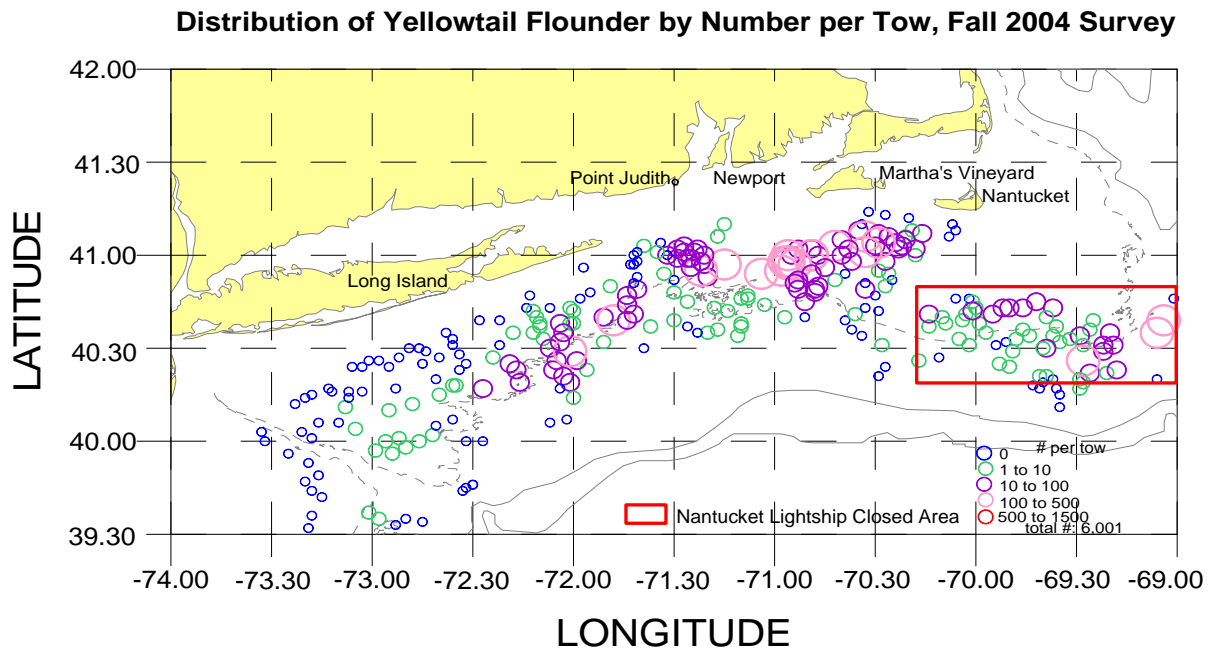 Distribution of Yellowtail Flounder by Number per Tow, Fall 2004 Survey
42.00
41.30
41.00
40.30
40.00
39.30
LATITUDE
Point Judith
Newport
Martha's Vineyard
Nantucket
Long Island
# per tow
0
1 to 10
10 to 100
100 to 500
500 to 1500
total #: 6,001
Nantucket Lightship Closed Area
-74.00 -73.30 -73.00 -72.30 -72.00 -71.30 -71.00 -70.30 -70.00 -69.30 -69.00
LONGITUDE